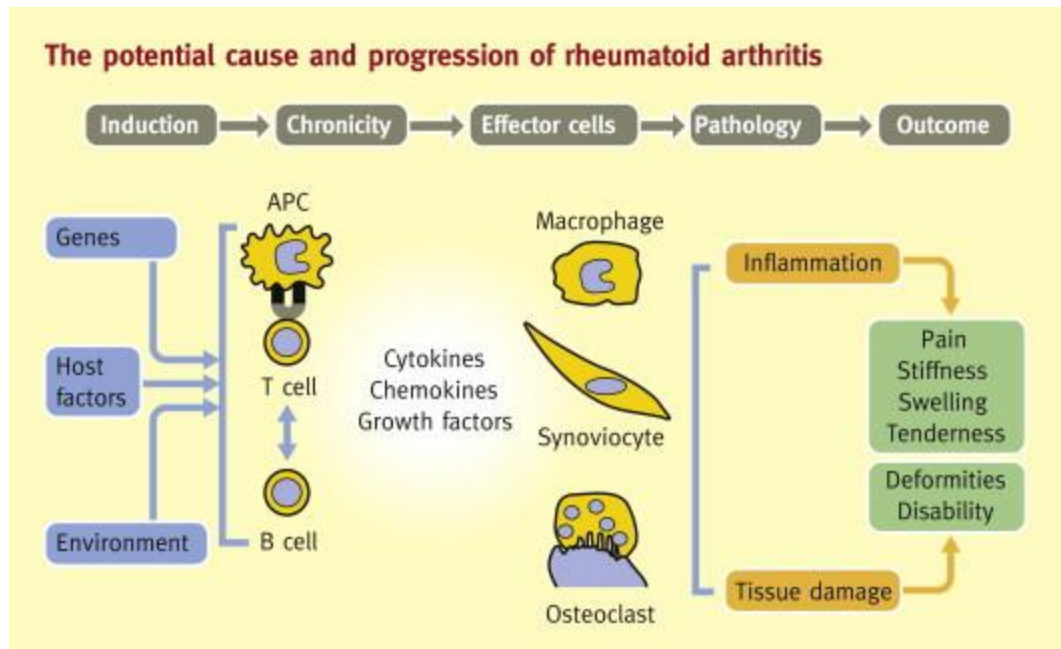 The potential cause and progression of rheumatoid arthritis
Induction
Chronicity
Effector cells
Pathology
Outcome
Genes
Host
factors
Environment
APC
T cell
B cell
Cytokines
Chemokines
Growth factors
Macrophage
Synoviocyte
Osteoclast
Inflammation
Tissue damage
Pain
Stiffness
Swelling
Tenderness
Deformities
Disability